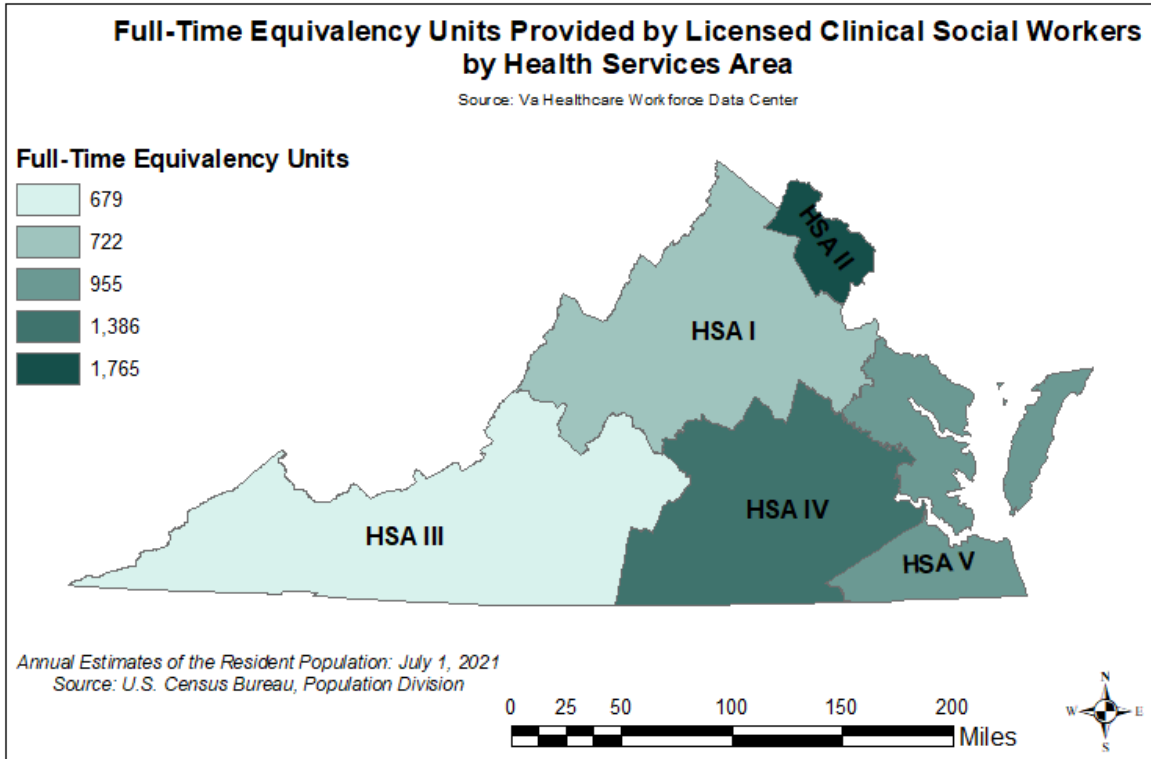 Full-Time Equivalency Units Provided by Licensed Clinical Social Workers
by Health Services Area
Source: Va Healthcare Workforce Data Center
Full-Time Equivalency Units
679
722
955
1,386
1,765
HSA II
HSA I
HSA III
HSA IV
HSA V
Annual Estimates of the Resident Population: July 1, 2021
Source: U.S. Census Bureau, Population Division
0 25 50 100 150 200
Miles
N
W E
S